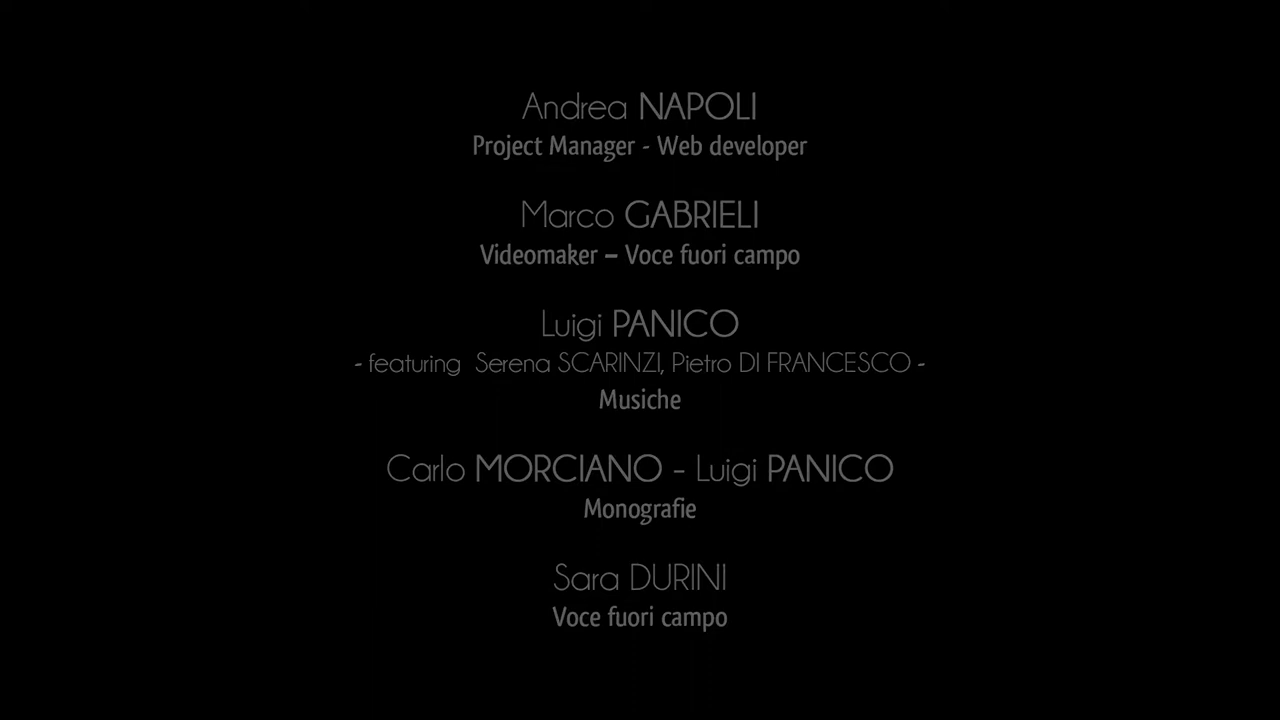 Andrea NAPOLI
Project Manager - Web developer
Marco GABRIELI
Videomaker – Voce fuori campo
Luigi PANICO
- featuring Serena SCARINZI, Pietro DI FRANCESCO -
Musiche
Carlo MORCIANO - Luigi PANICO
Monografie
Sara DURINI
Voce fuori campo